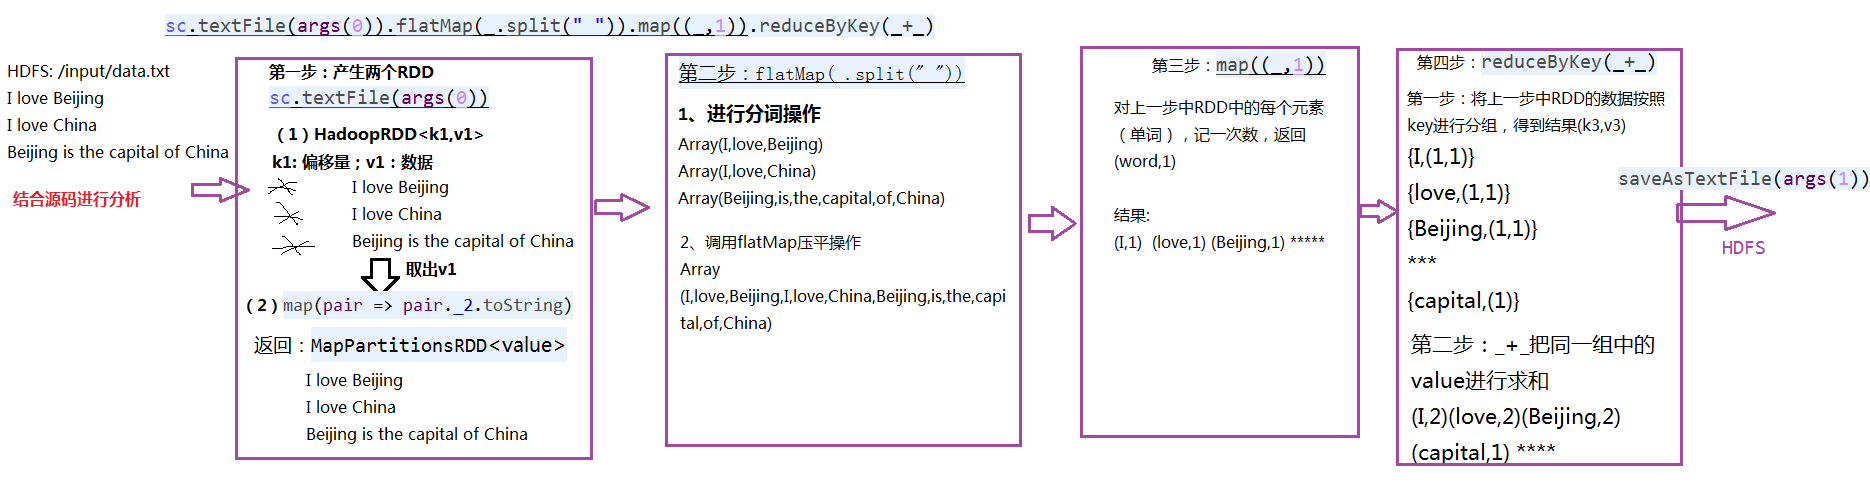 sc.textFile(args(0)).flatMap(_.split(" ")).map((_,1)).reduceByKey(_+_)
HDFS: /input/data.txt
I love Beijing
I love China
Beijing is the capital of China
结合源码进行分析
第一步：产生两个RDD
sc.textFile(args(0))
（1）HadoopRDD<k1,v1>
k1: 偏移量；v1：数据
I love Beijing
I love China
Beijing is the capital of China
取出v1
（2）map(pair => pair._2.toString)
返回：MapPartitionsRDD<value>
I love Beijing
I love China
Beijing is the capital of China
第二步：flatMap(_.split(" "))
1、进行分词操作
Array(I,love,Beijing)
Array(I,love,China)
Array(Beijing,is,the,capital,of,China)
2、调用flatMap压平操作
Array
(I,love,Beijing,I,love,China,Beijing,is,the,capi
tal,of,China)
第三步：map((_,1))
对上一步中RDD中的每个元素
（单词），记一次数，返回
(word,1)
结果:
(I,1) (love,1) (Beijing,1) *****
第四步：reduceByKey(_+_)
第一步：将上一步中RDD的数据按照
key进行分组，得到结果(k3,v3)
{I,(1,1)}
{love,(1,1)}
{Beijing,(1,1)}
***
{capital,(1)}
第二步：_+_把同一组中的
value进行求和
(I,2)(love,2)(Beijing,2)
(capital,1) ****
saveAsTextFile(args(1))
HDFS